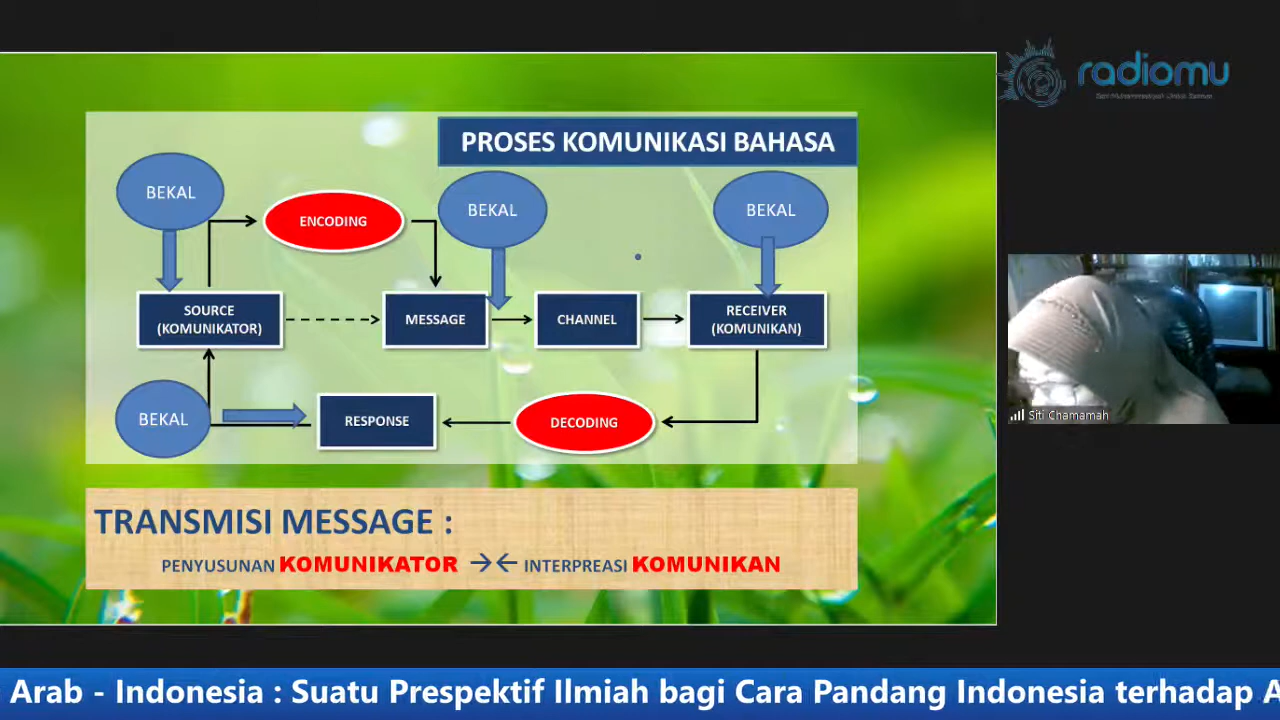 radiomu
PROSES KOMUNIKASI BAHASA
BEKAL
BEKAL
BEKAL
ENCODING
SOURCE
(KOMUNIKATOR)
MESSAGE
CHANNEL
RECEIVER
(KOMUNIKAN)
BEKAL
RESPONSE
DECODING
Siti Chamamah
TRANSMISI MESSAGE :
PENYUSUNAN KOMUNIKATOR →← INTERPREASI KOMUNIKAN
Arab - Indonesia : Suatu Prespektif Ilmiah bagi Cara Pandang Indonesia terhadap A